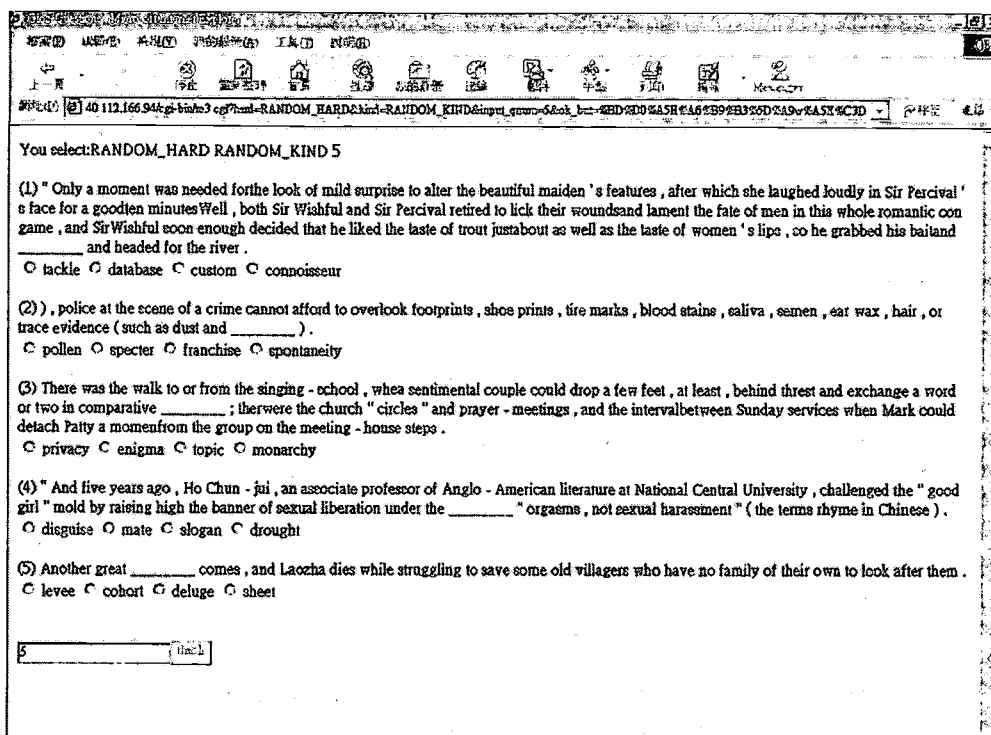 上一頁
40 112.166.94/cgi-bin/
You select:RANDOM_HARD RANDOM_KIND 5
(1) " Only a moment was needed forthe look of mild surprise to alter the beautiful maiden ' s features , after which she laughed loudly in Sir Percival '
s face for a goodten minutesWell , both Sir Wishful and Sir Percival retired to lick their woundsand lament the fate of men in this whole romantic con
game , and SirWishful soon enough decided that he liked the taste of trout justabout as well as the taste of women ' s lips , so he grabbed his baitand
________ and headed for the river .
tackle database custom connoisseur
(2) ) , police at the scene of a crime cannot afford to overlook footprints , shoe prints , tire marks , blood stains , saliva , semen , ear wax , hair , or
trace evidence ( such as dust and ________ ) .
pollen specter franchise spontaneity
(3) There was the walk to or from the singing - school , whea sentimental couple could drop a few feet , at least , behind threst and exchange a word
or two in comparative ________ ; therwere the church " circles " and prayer - meetings , and the intervalbetween Sunday services when Mark could
detach Patty a momenfrom the group on the meeting - house steps .
privacy enigma topic monarchy
(4) " And five years ago , Ho Chun - jui , an associate professor of Anglo - American literature at National Central University , challenged the " good
girl " mold by raising high the banner of sexual liberation under the ________ " orgasms , not sexual harassment " ( the terms rhyme in Chinese ) .
disguise mate slogan drought
(5) Another great ________ comes , and Laozha dies while struggling to save some old villagers who have no family of their own to look after them .
levee cohort deluge sheet
5